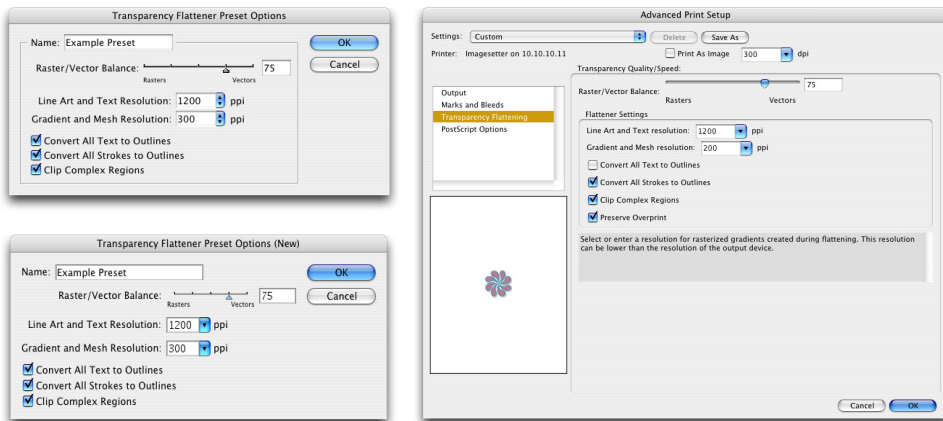 Transparency Flattener Preset Options
Name: Example Preset
OK
Raster/Vector Balance: 75
Rasters Vectors
Cancel
Line Art and Text Resolution: 1200 ppi
Gradient and Mesh Resolution: 300 ppi
Convert All Text to Outlines
Convert All Strokes to Outlines
Clip Complex Regions
Transparency Flattener Preset Options (New)
Name: Example Preset
OK
Raster/Vector Balance: 75
Rasters Vectors
Cancel
Line Art and Text Resolution: 1200 ppi
Gradient and Mesh Resolution: 300 ppi
Convert All Text to Outlines
Convert All Strokes to Outlines
Clip Complex Regions
Advanced Print Setup
Settings: Custom Delete Save As
Printer: Imagesetter on 10.10.10.11 Print As Image 300 dpi
Output
Marks and Bleeds
Transparency Flattening
PostScript Options
Transparency Quality/Speed:
Raster/Vector Balance: 75
Rasters Vectors
Flattener Settings
Line Art and Text resolution: 1200 ppi
Gradient and Mesh resolution: 200 ppi
Convert All Text to Outlines
Convert All Strokes to Outlines
Clip Complex Regions
Preserve Overprint
Select or enter a resolution for rasterized gradients created during flattening. This resolution
can be lower than the resolution of the output device.
Cancel OK